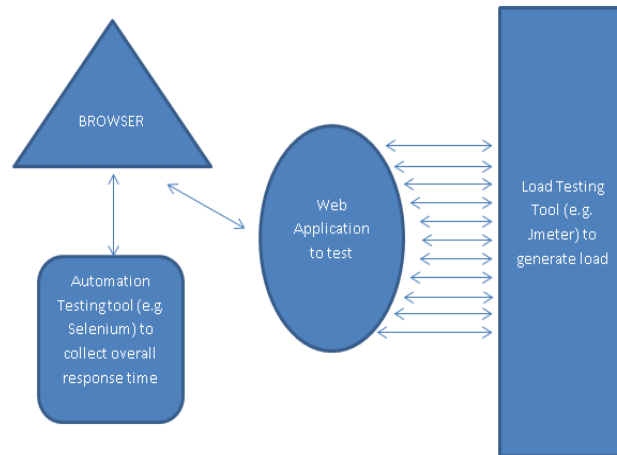 BROWSER
Automation
Testing tool (e.g.
Selenium) to
collect overall
response time
Web
Application
to test
Load Testing
Tool (e.g.
Jmeter) to
generate load